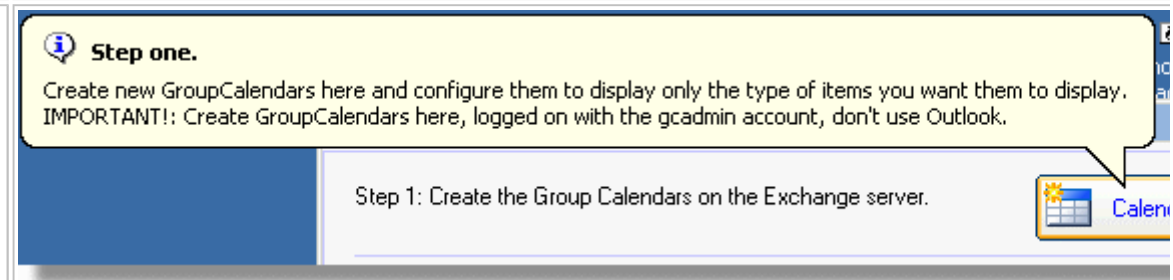 Step one.
Create new GroupCalendars here and configure them to display only the type of items you want them to display.
IMPORTANT!: Create GroupCalendars here, logged on with the gcadmin account, don't use Outlook.
Step 1: Create the Group Calendars on the Exchange server.
Calend